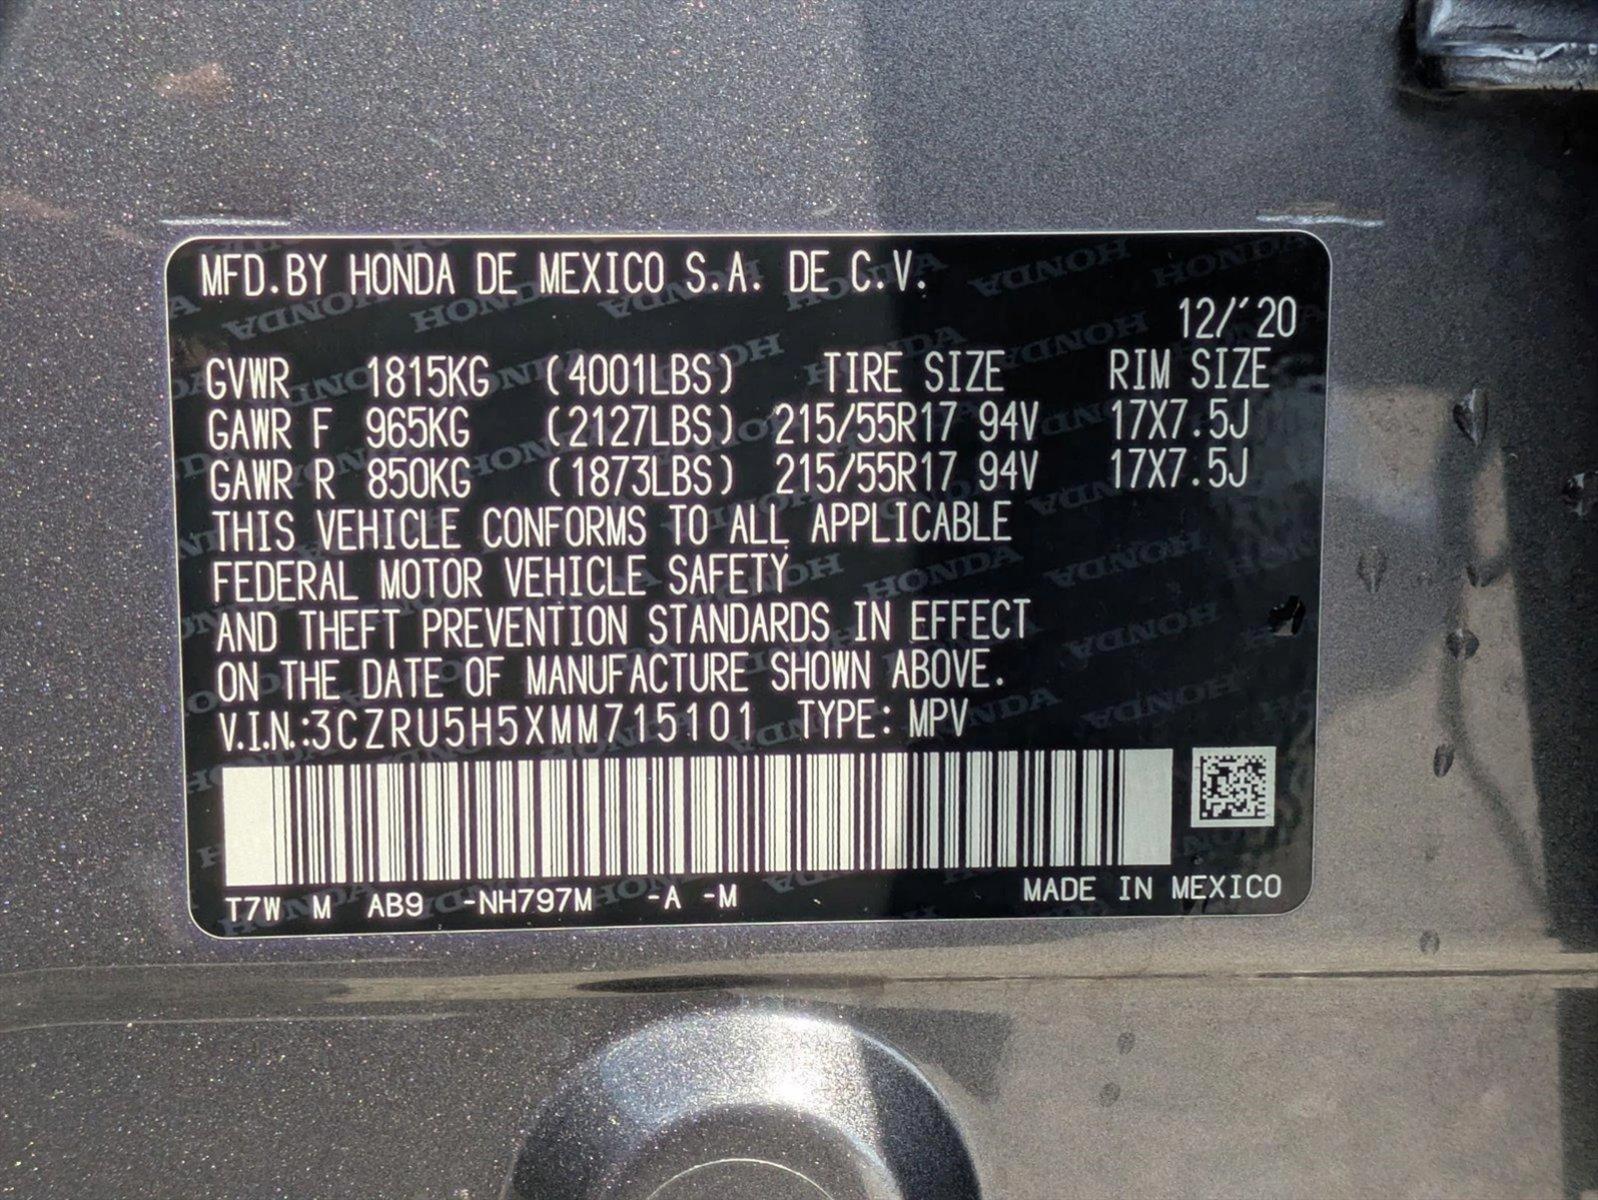 MFD.BY HONDA DE MEXICO S.A. DE C.V.
12/'20
GVWR 1815KG (4001LBS) TIRE SIZE RIM SIZE
GAWR F 965KG (2127LBS) 215/55R17 94V 17X7.5J
GAWR R 850KG (1873LBS) 215/55R17 94V 17X7.5J
THIS VEHICLE CONFORMS TO ALL APPLICABLE
FEDERAL MOTOR VEHICLE SAFETY
AND THEFT PREVENTION STANDARDS IN EFFECT
ON THE DATE OF MANUFACTURE SHOWN ABOVE.
V.I.N.:3CZRU5H5XMM715101 TYPE: MPV
T7W M AB9 -NH797M -A -M MADE IN MEXICO